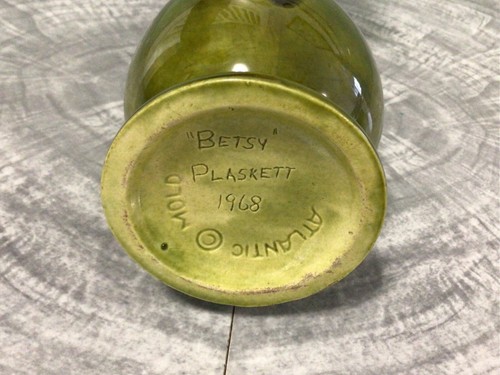 "BETSY"
PLASKETT
1968
ATLANTIC © MOLD